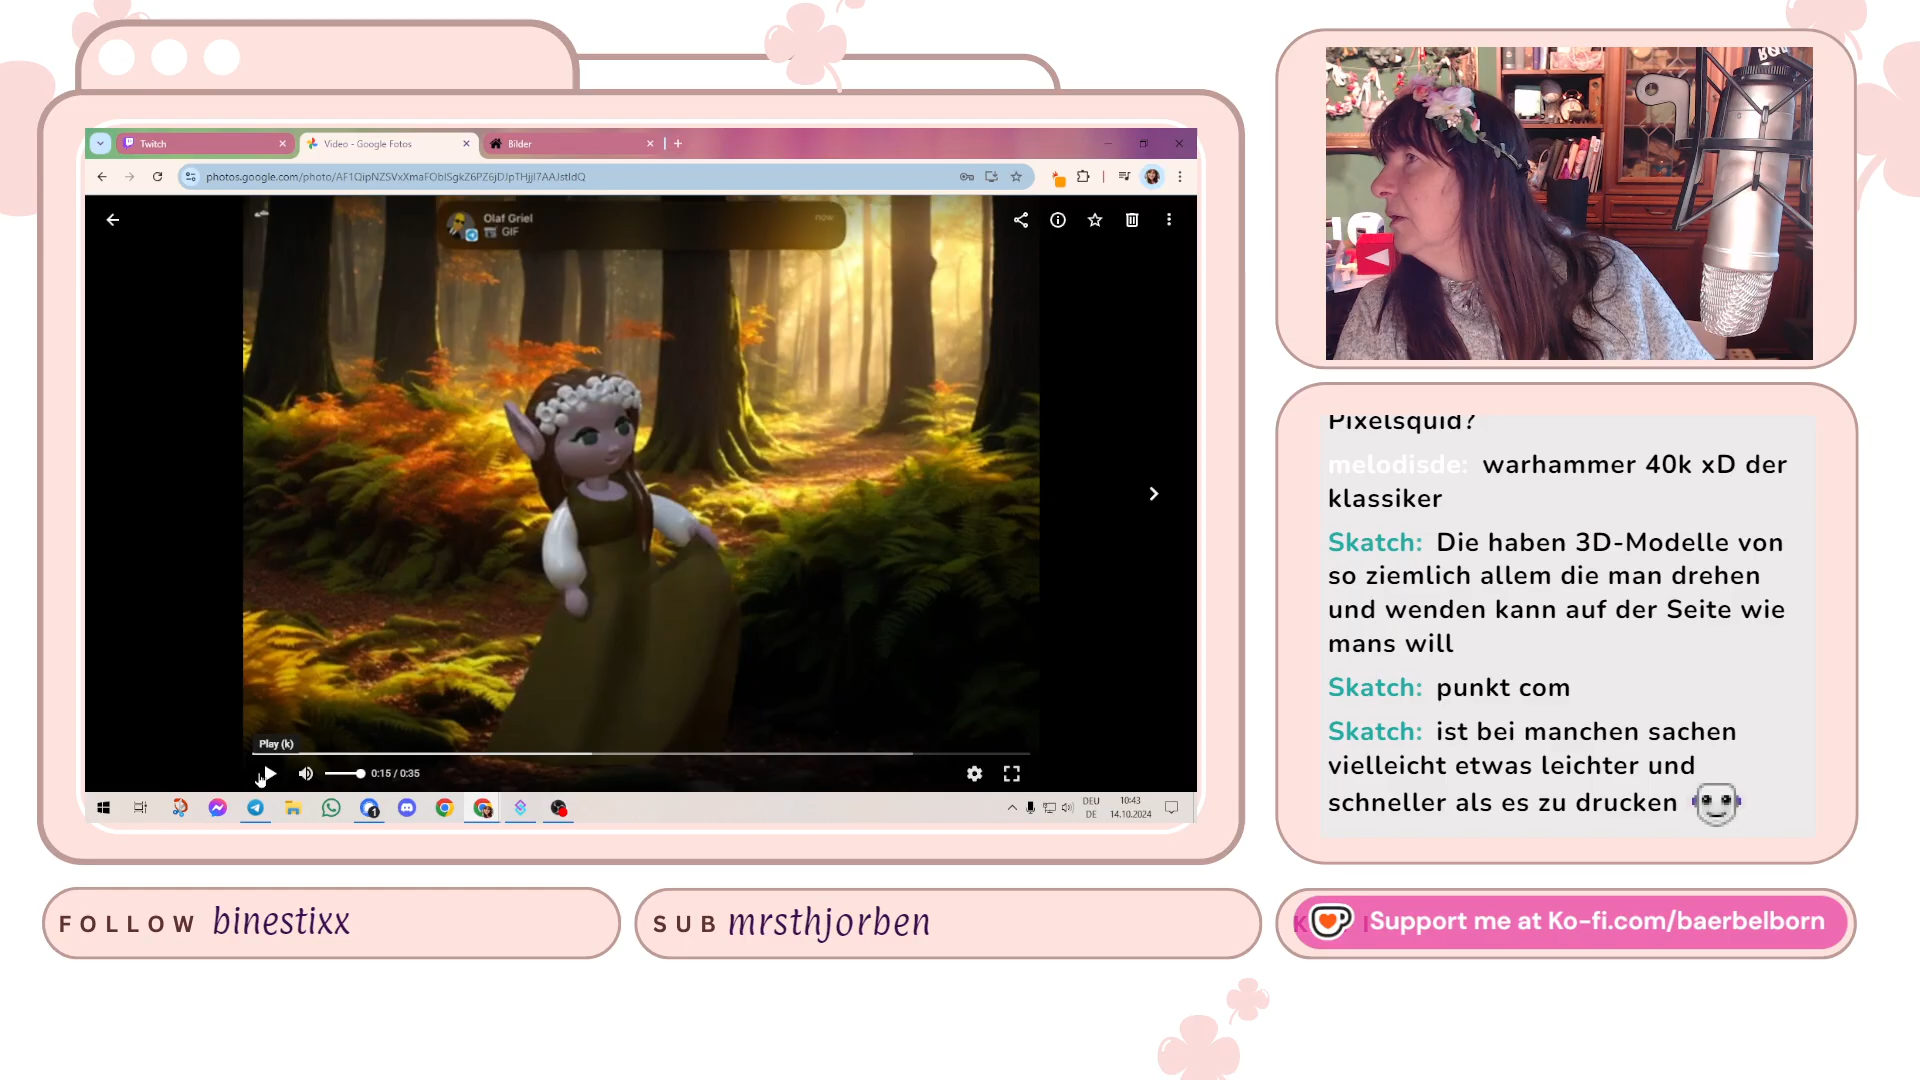 Twitch
Video - Google Fotos
Bilder
photos.google.com/photo/AF1QipNZSVxXmaFOblSgkZ6PZ6jDJpTHjjI7AAJstIdQ
Olaf Griel
now
GIF
Play (k)
0:15 / 0:35
DEU
DE
10:43
14.10.2024
Pixelsquid?
melodisde: warhammer 40k xD der
klassiker
Skatch: Die haben 3D-Modelle von
so ziemlich allem die man drehen
und wenden kann auf der Seite wie
mans will
Skatch: punkt com
Skatch: ist bei manchen sachen
vielleicht etwas leichter und
schneller als es zu drucken
FOLLOW binestixx
SUB mrsthjorben
Support me at Ko-fi.com/baerbelborn